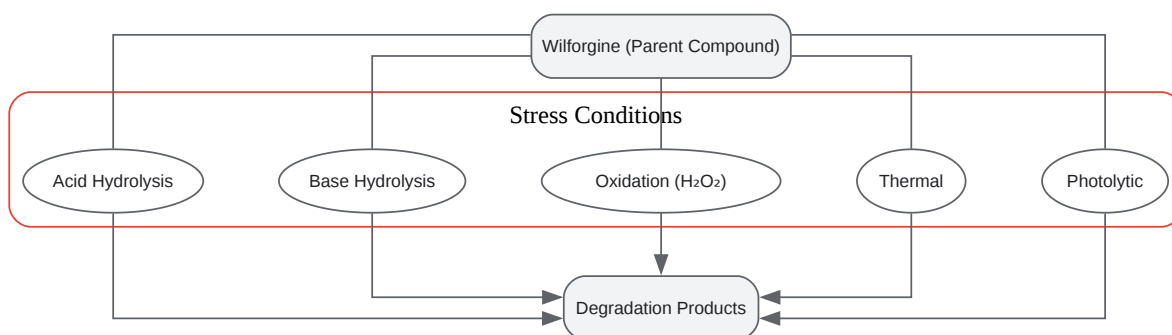 Wilforgine (Parent Compound)
Stress Conditions
Acid Hydrolysis
Base Hydrolysis
Oxidation (H₂O₂)
Thermal
Photolytic
Degradation Products